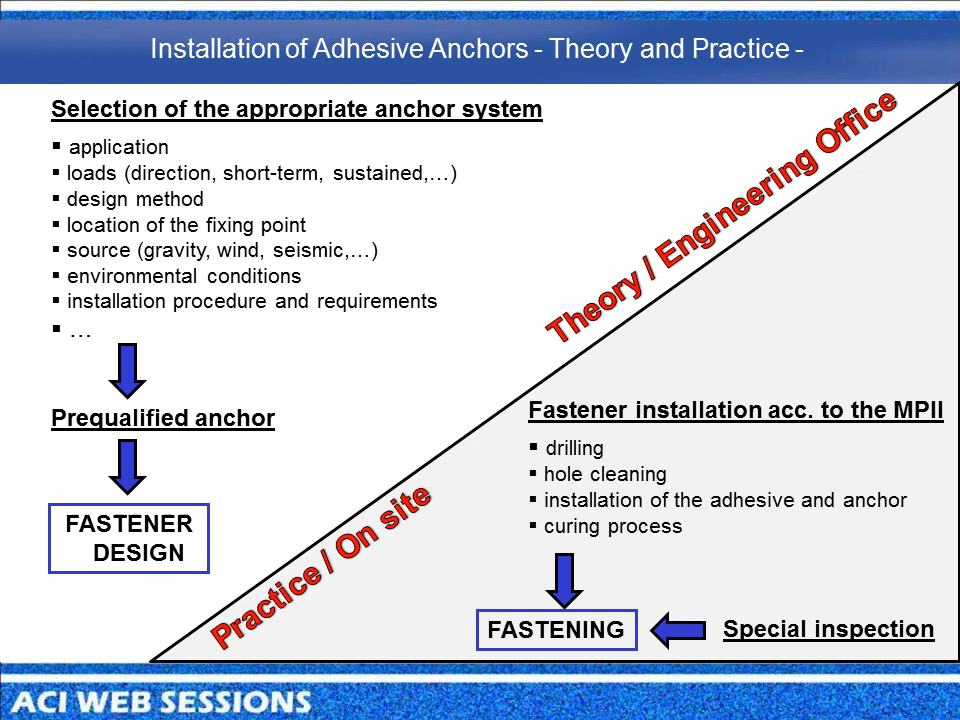 Installation of Adhesive Anchors - Theory and Practice -
Selection of the appropriate anchor system
▪ application
▪ loads (direction, short-term, sustained,…)
▪ design method
▪ location of the fixing point
▪ source (gravity, wind, seismic,…)
▪ environmental conditions
▪ installation procedure and requirements
▪ …
Prequalified anchor
FASTENER
DESIGN
Theory / Engineering Office
Practice / On site
Fastener installation acc. to the MPII
▪ drilling
▪ hole cleaning
▪ installation of the adhesive and anchor
▪ curing process
FASTENING
Special inspection
ACI WEB SESSIONS